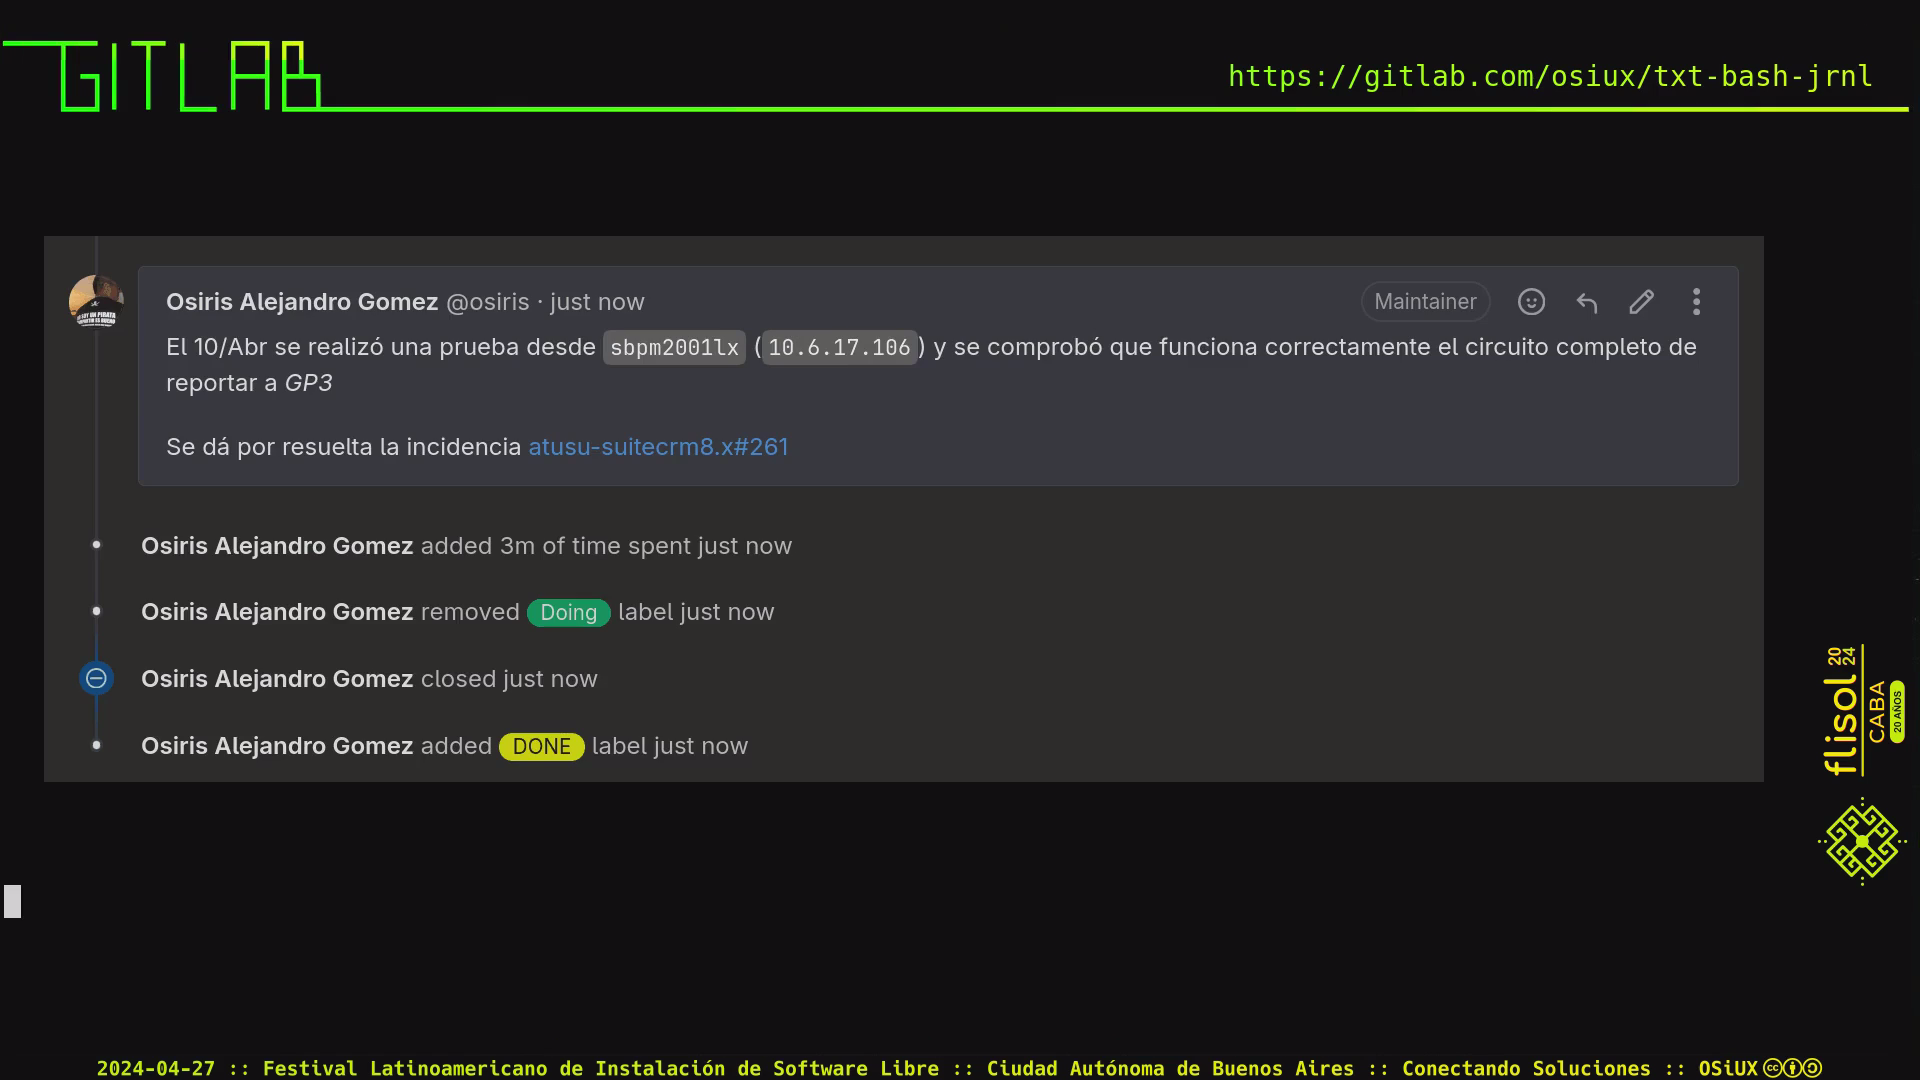 GITLAB
https://gitlab.com/osiux/txt-bash-jrnl
Osiris Alejandro Gomez @osiris · just now
Maintainer
El 10/Abr se realizó una prueba desde sbpm2001lx (10.6.17.106) y se comprobó que funciona correctamente el circuito completo de
reportar a GP3
Se dá por resuelta la incidencia atusu-suitecrm8.x#261
Osiris Alejandro Gomez added 3m of time spent just now
Osiris Alejandro Gomez removed Doing label just now
Osiris Alejandro Gomez closed just now
Osiris Alejandro Gomez added DONE label just now
flisol 20
24
CABA
20 AÑOS
2024-04-27 :: Festival Latinoamericano de Instalación de Software Libre :: Ciudad Autónoma de Buenos Aires :: Conectando Soluciones :: OSiUX